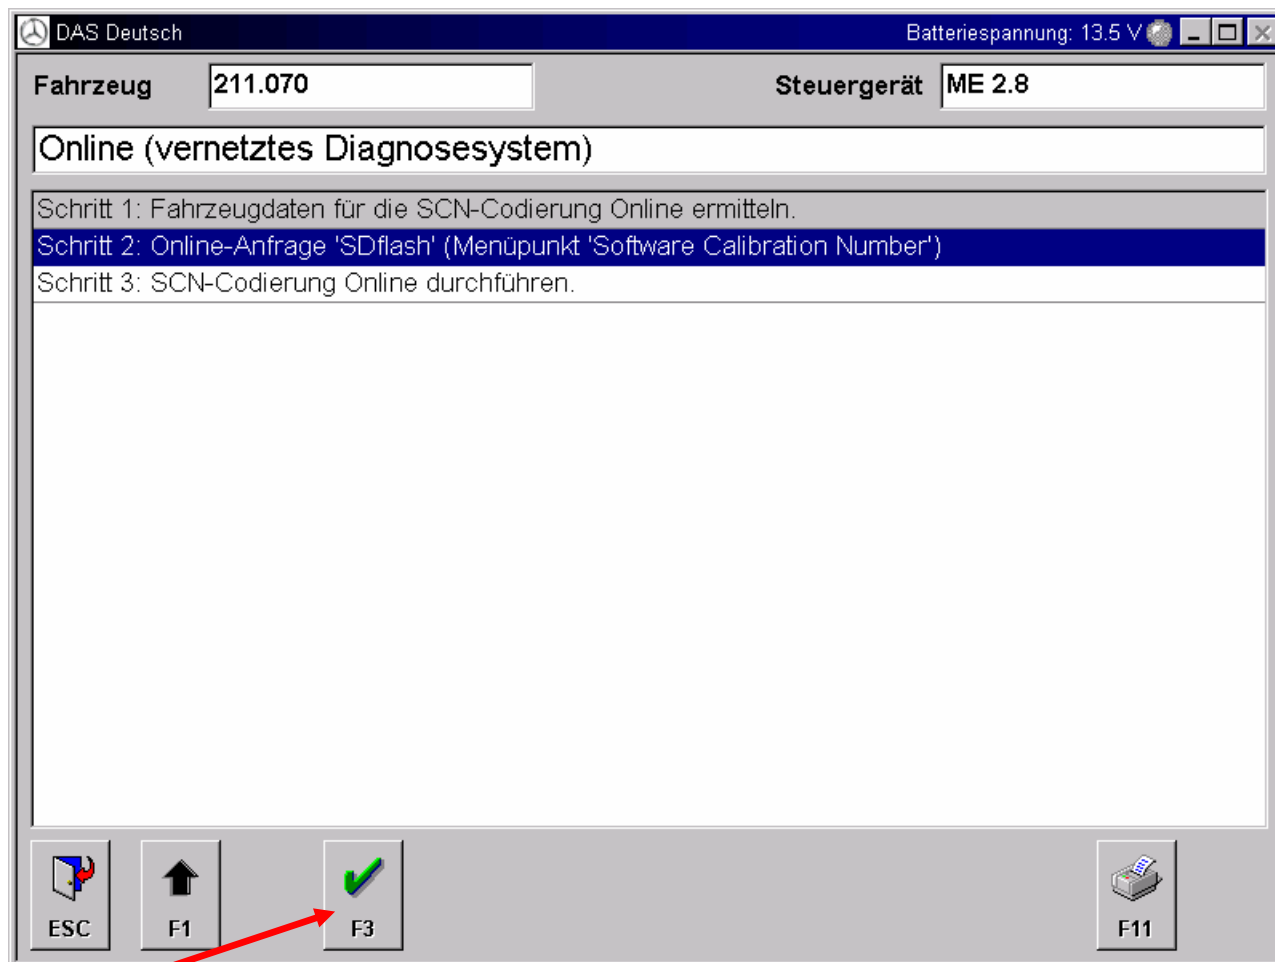 DAS Deutsch Batteriespannung: 13.5 V
Fahrzeug 211.070 Steuergerät ME 2.8
Online (vernetztes Diagnosesystem)
Schritt 1: Fahrzeugdaten für die SCN-Codierung Online ermitteln.
Schritt 2: Online-Anfrage 'SDflash' (Menüpunkt 'Software Calibration Number')
Schritt 3: SCN-Codierung Online durchführen.
ESC F1 F3 F11